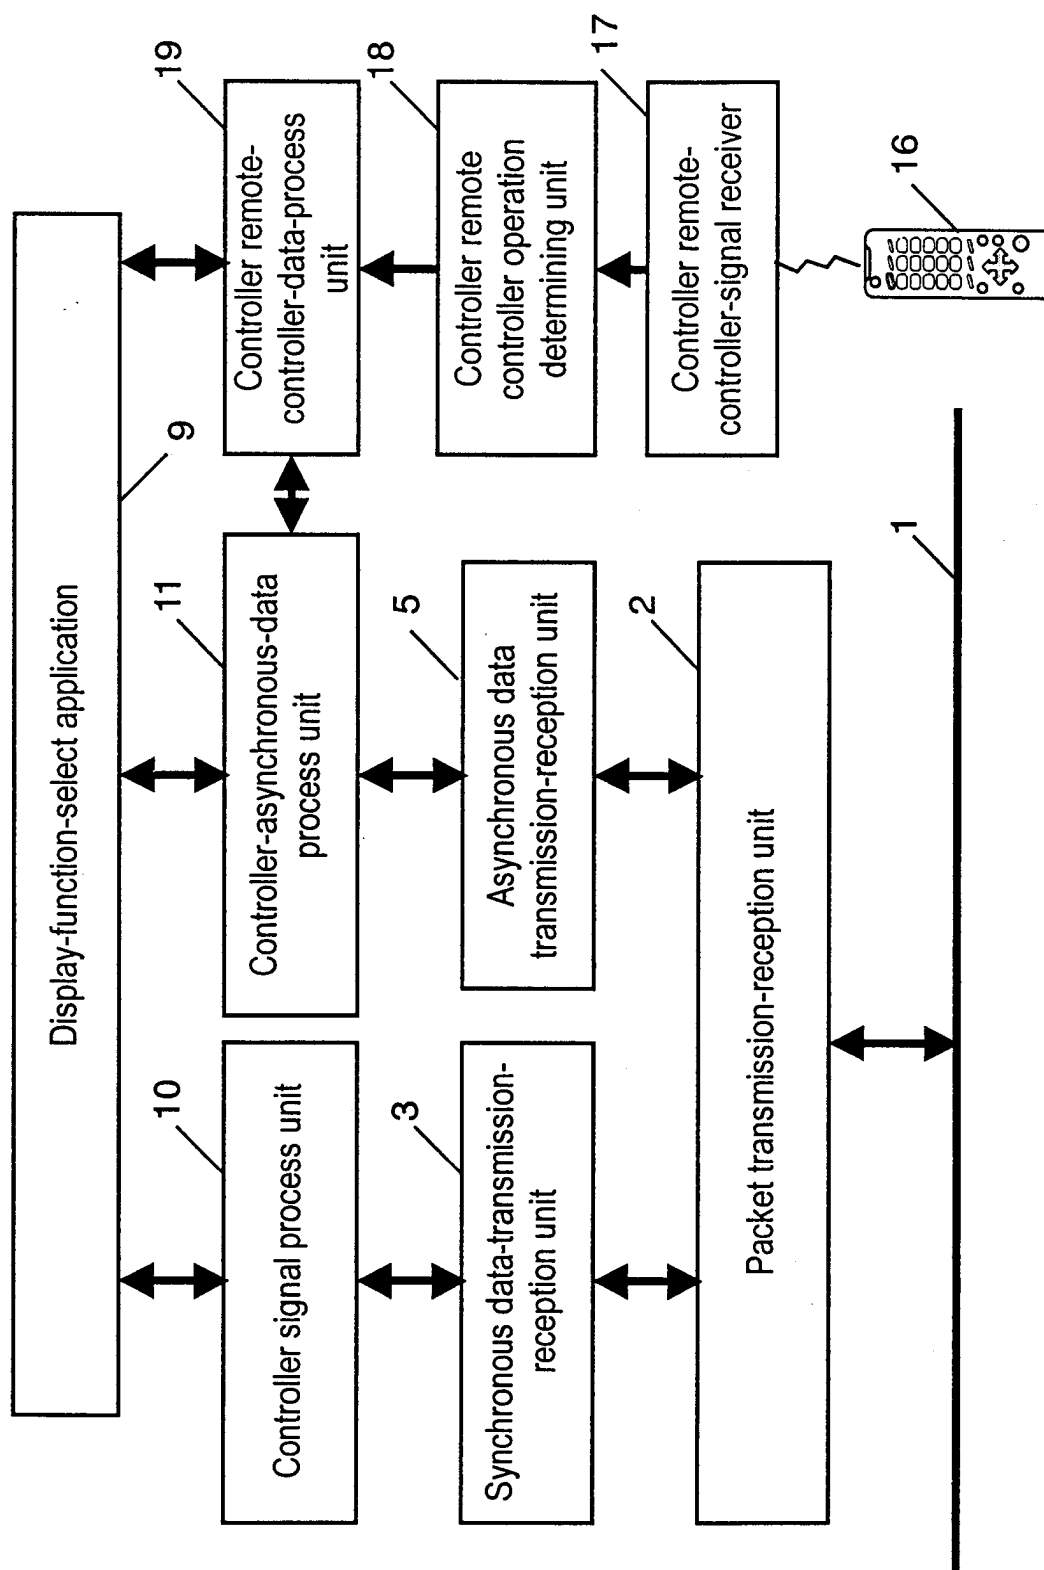 Display-function-select application
9
10
Controller signal process unit
11
Controller-asynchronous-data
process unit
19
Controller remote-
controller-data-process
unit
3
Synchronous data-transmission-
reception unit
5
Asynchronous data
transmission-reception unit
18
Controller remote
controller operation
determining unit
2
Packet transmission-reception unit
17
Controller remote-
controller-signal receiver
1
16